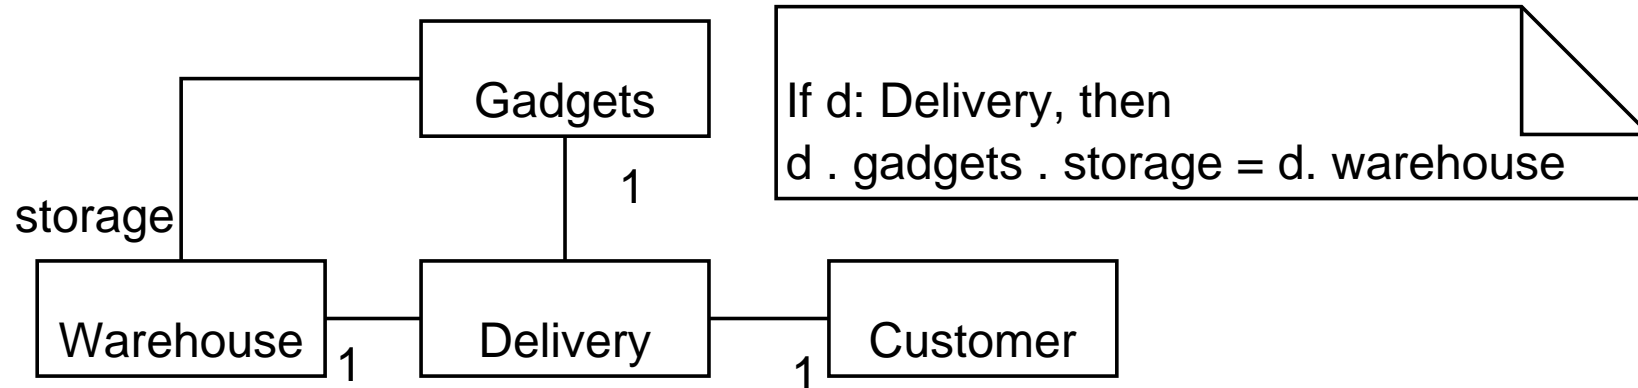 Gadgets
If d: Delivery, then
d . gadgets . storage = d. warehouse
1
storage
Warehouse
1
Delivery
1
Customer